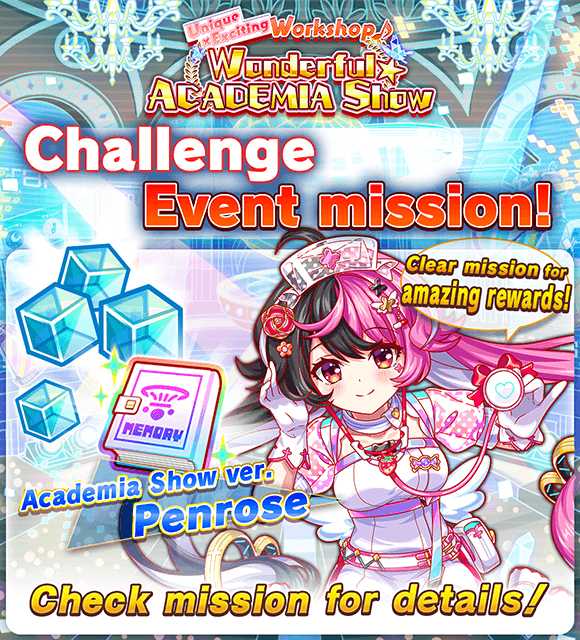 Unique
×Exciting Workshop♪
Wonderful★
ACADEMIA SHOW
Challenge
Event mission!
Clear mission for
amazing rewards!
MEMORY
Academia Show ver.
Penrose
Check mission for details!